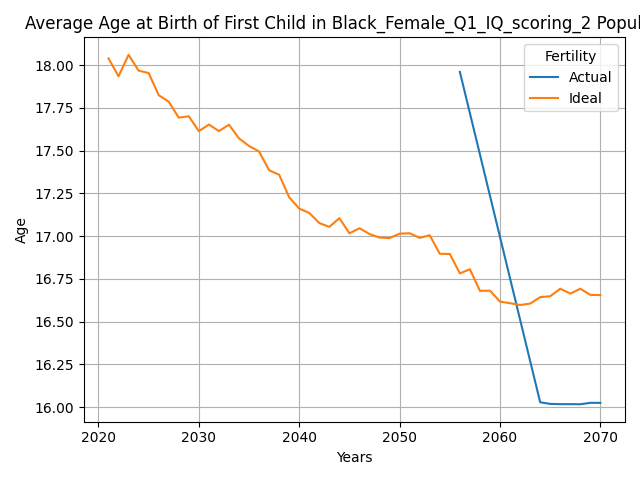 Average Age at Birth of First Child in Black_Female_Q1_IQ_scoring_2 Popul
Fertility
Actual
Ideal
18.00
17.75
17.50
17.25
17.00
16.75
16.50
16.25
16.00
Age
2020 2030 2040 2050 2060 2070
Years